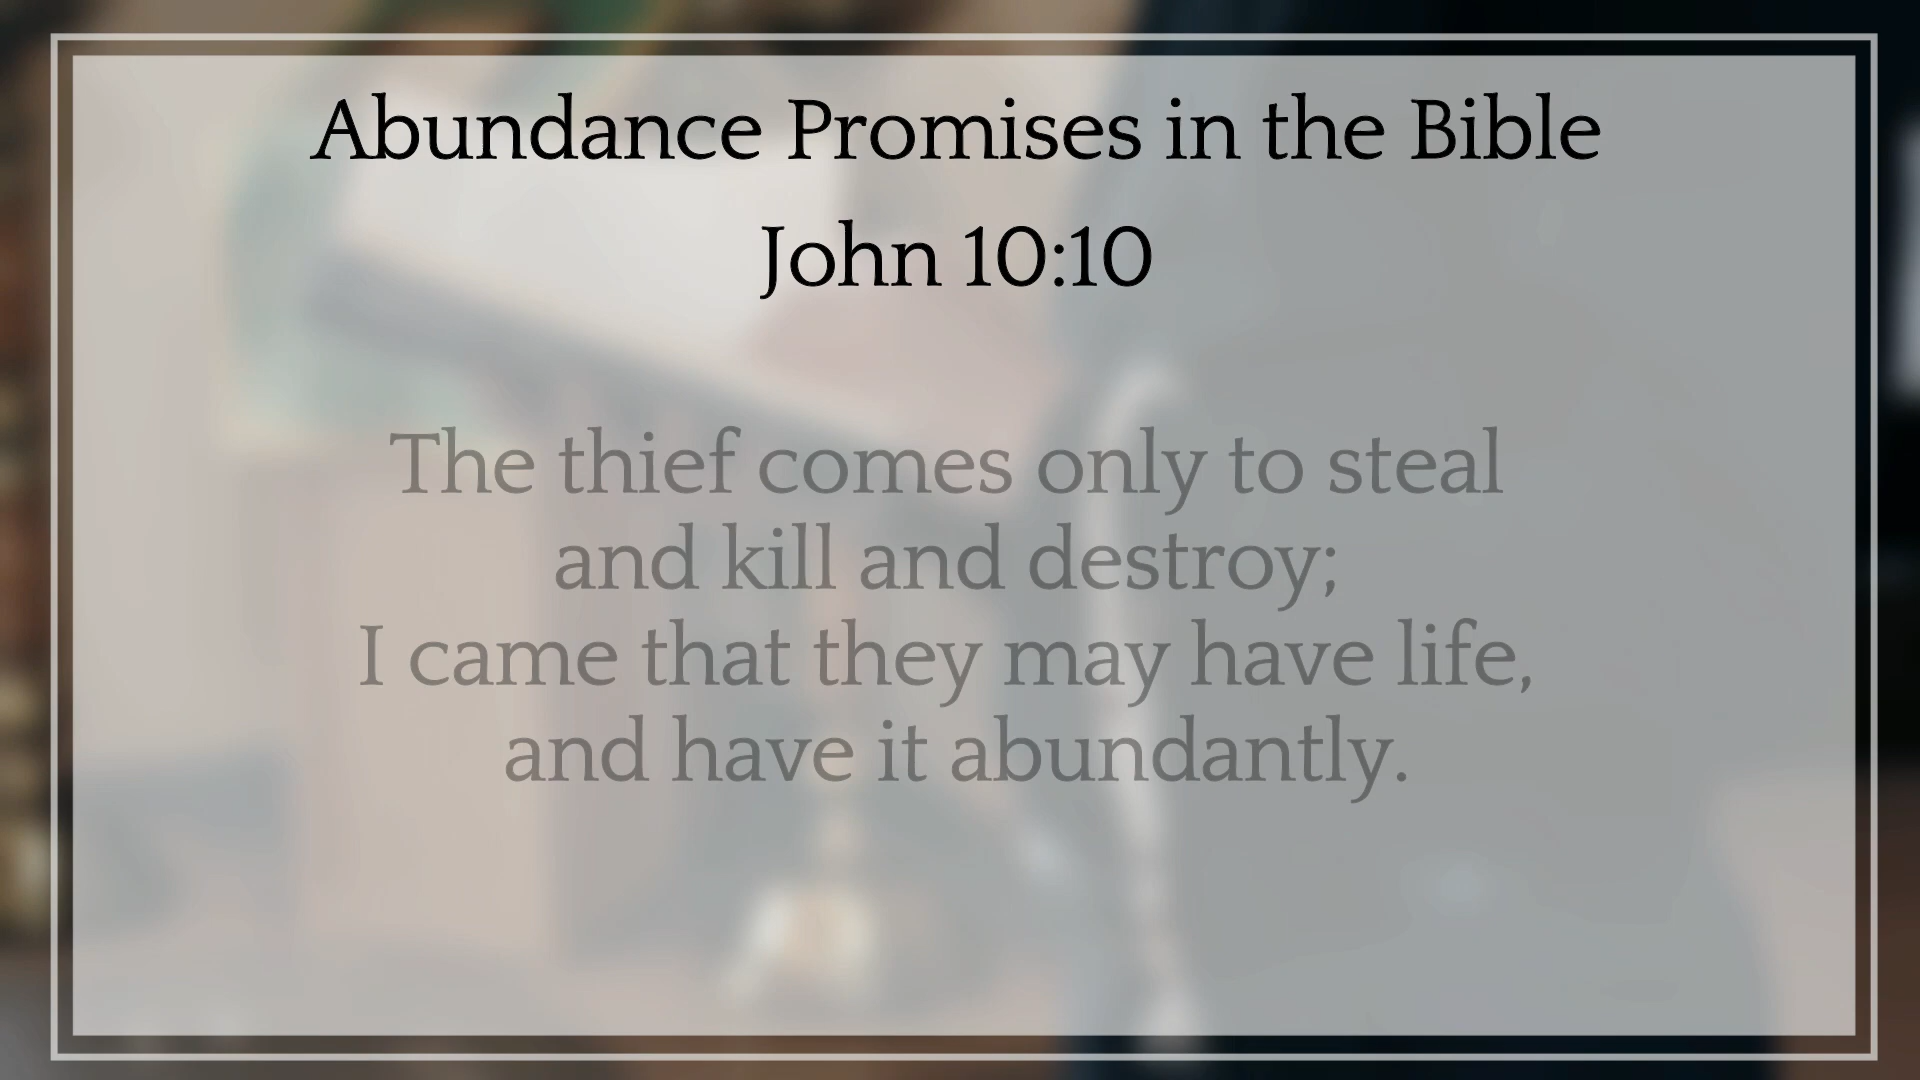 Abundance Promises in the Bible
John 10:10
The thief comes only to steal
and kill and destroy;
I came that they may have life,
and have it abundantly.